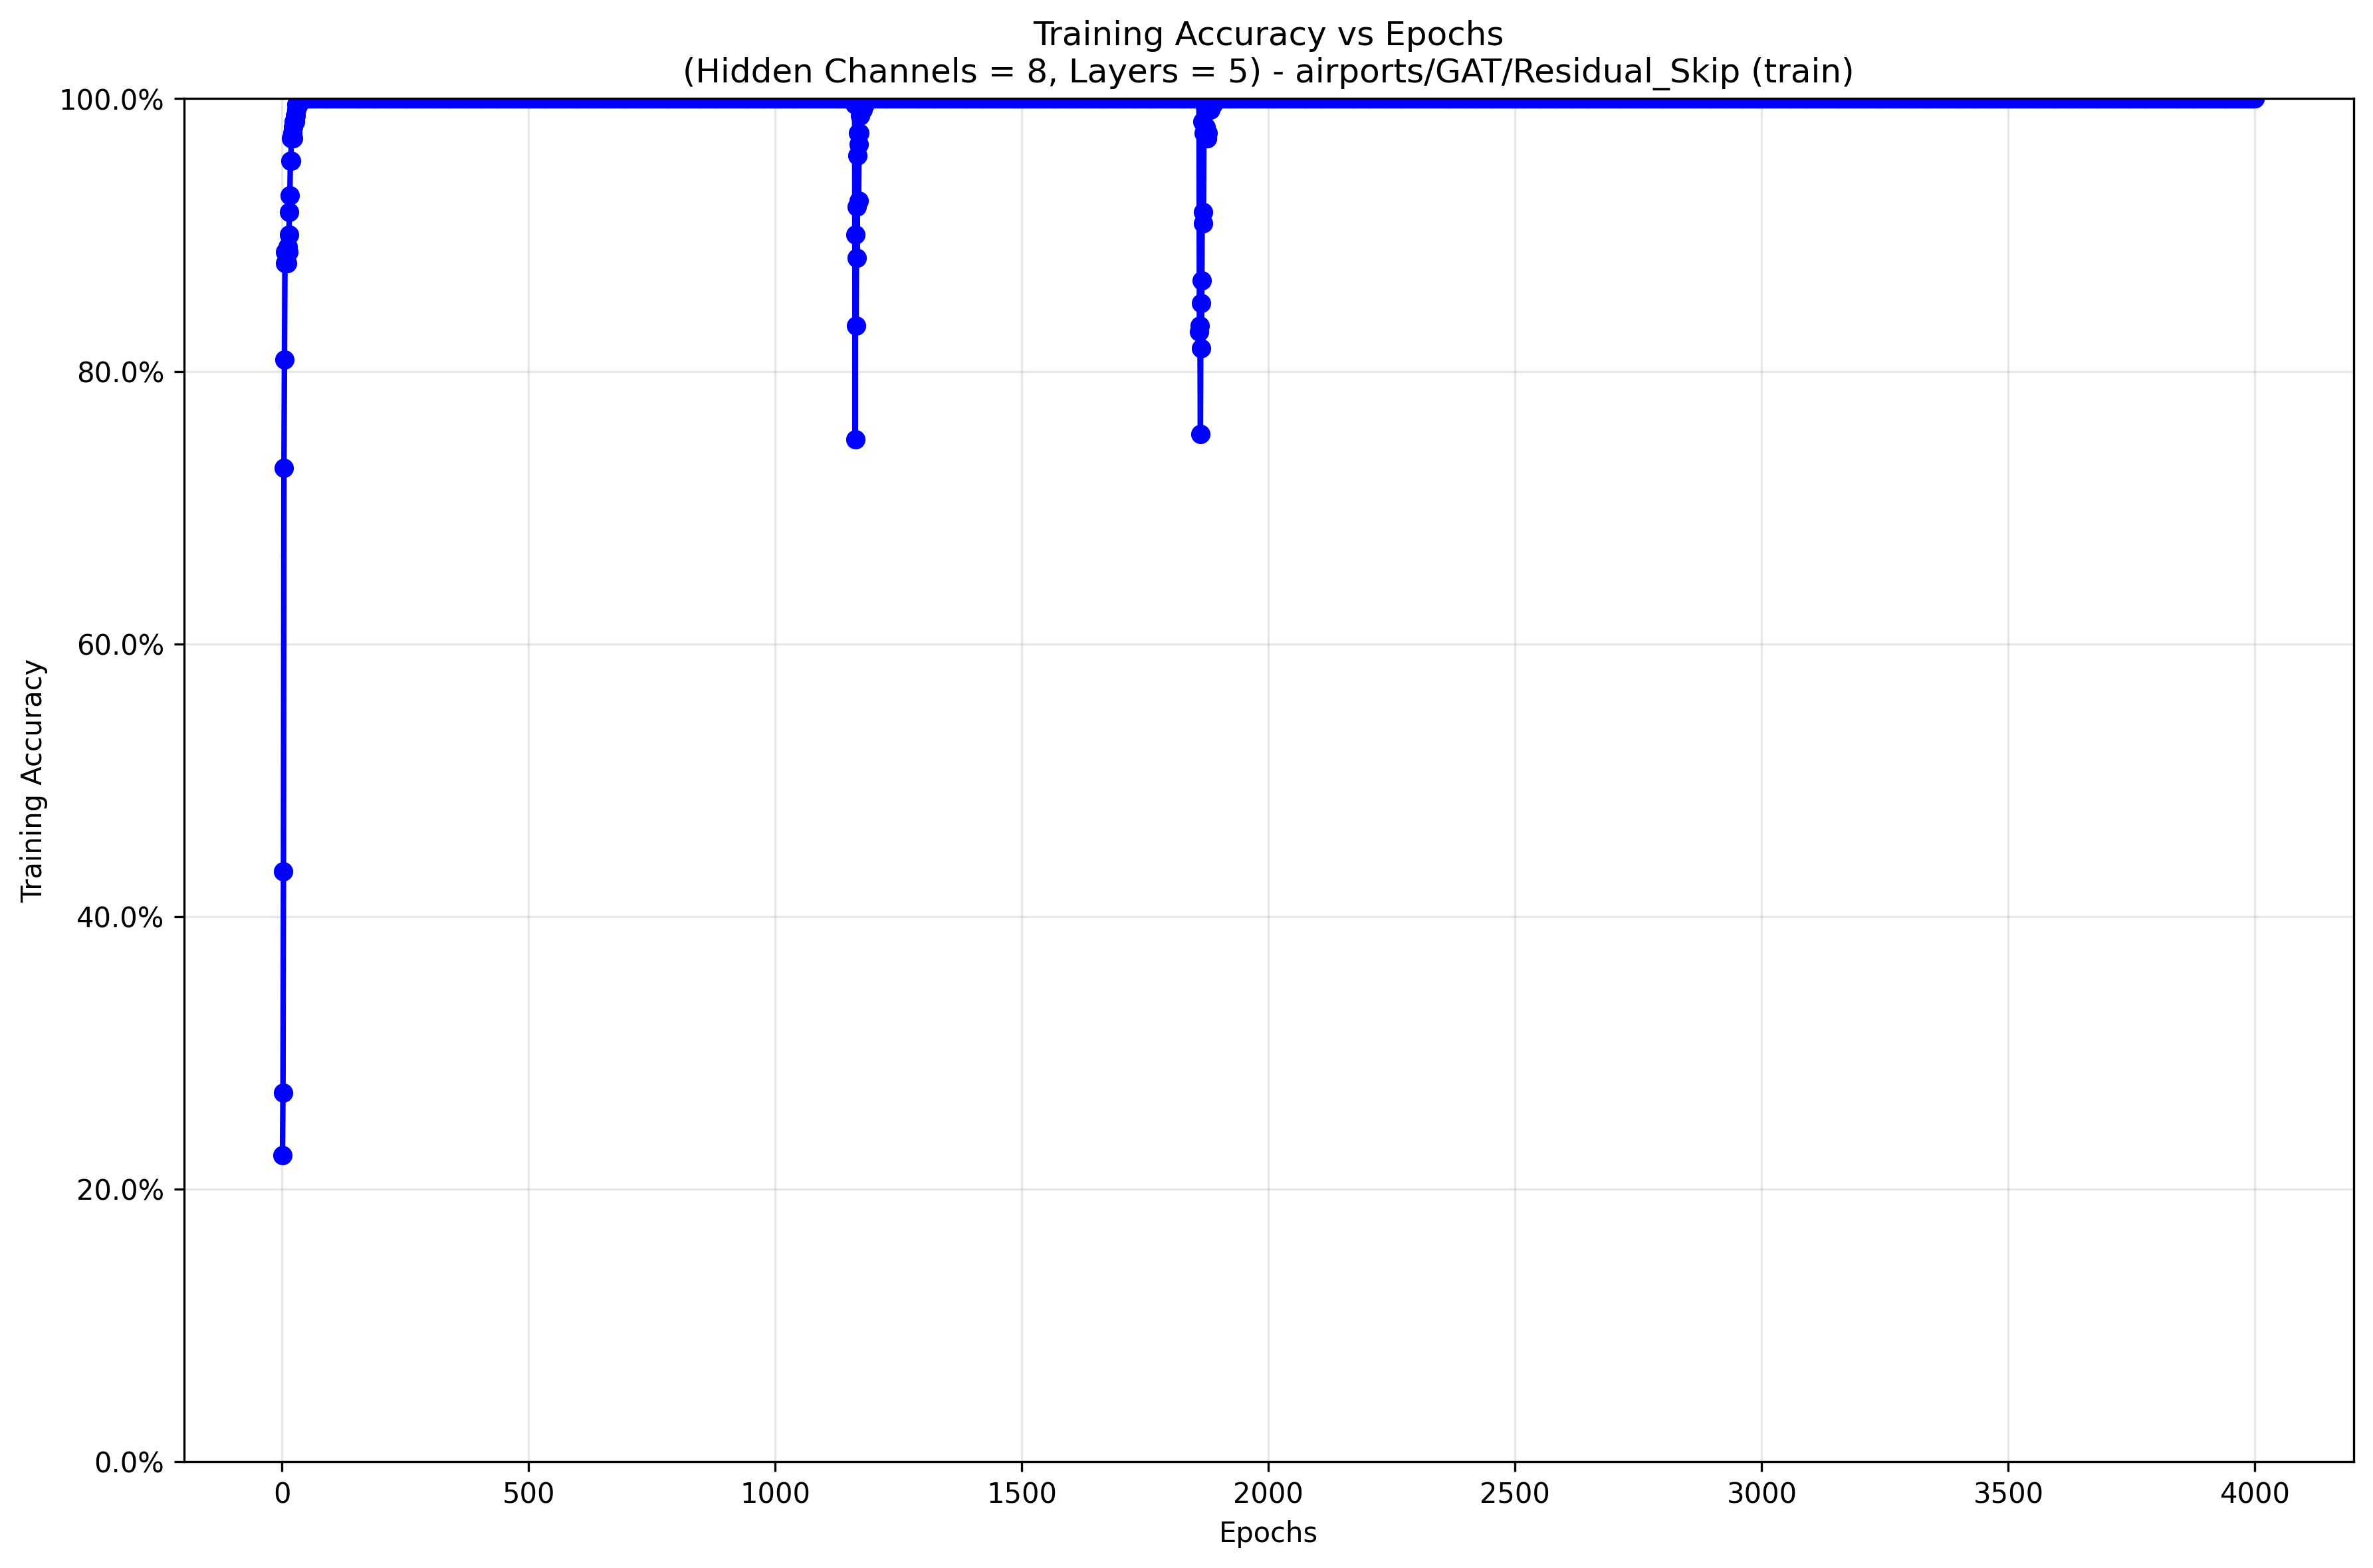 Training Accuracy vs Epochs
(Hidden Channels = 8, Layers = 5) - airports/GAT/Residual_Skip (train)
100.0%
80.0%
60.0%
40.0%
20.0%
0.0%
Training Accuracy
0 500 1000 1500 2000 2500 3000 3500 4000
Epochs